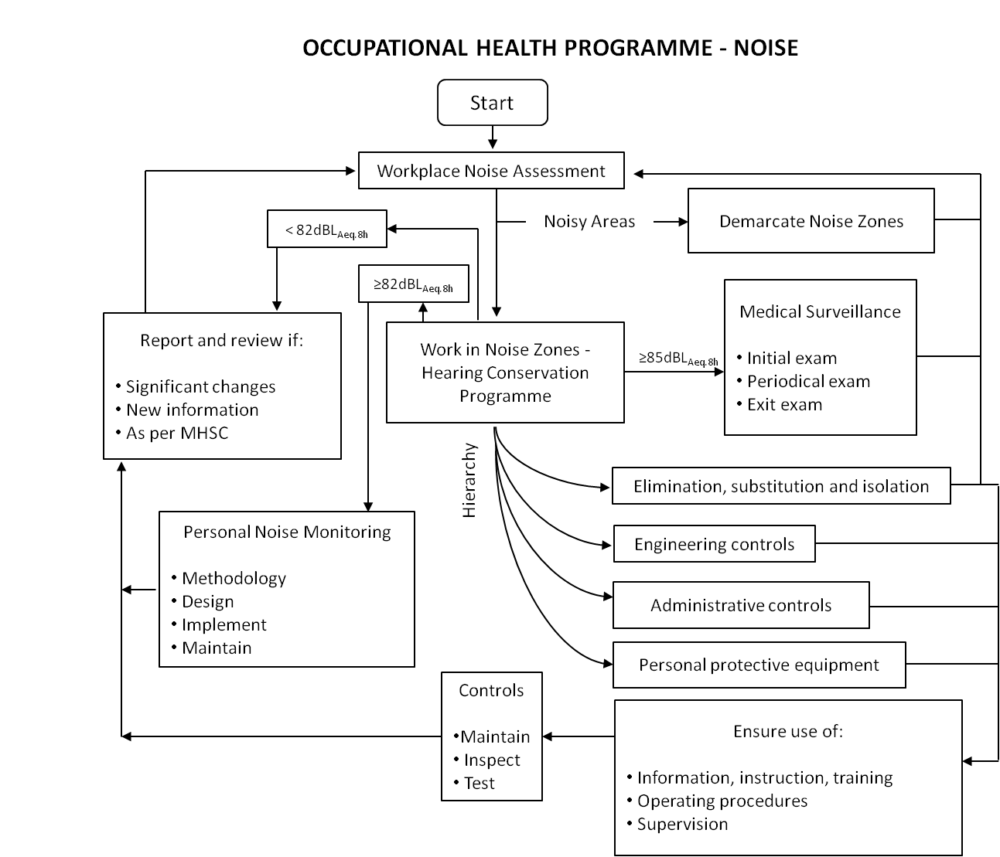 OCCUPATIONAL HEALTH PROGRAMME - NOISE
Start
Workplace Noise Assessment
Noisy Areas
Demarcate Noise Zones
< 82dBLAeq.8h
≥82dBLAeq.8h
Work in Noise Zones -
Hearing Conservation
Programme
≥85dBLAeq.8h
Medical Surveillance
• Initial exam
• Periodical exam
• Exit exam
Report and review if:
• Significant changes
• New information
• As per MHSC
Hierarchy
Elimination, substitution and isolation
Engineering controls
Administrative controls
Personal protective equipment
Personal Noise Monitoring
• Methodology
• Design
• Implement
• Maintain
Controls
•Maintain
• Inspect
• Test
Ensure use of:
• Information, instruction, training
• Operating procedures
• Supervision